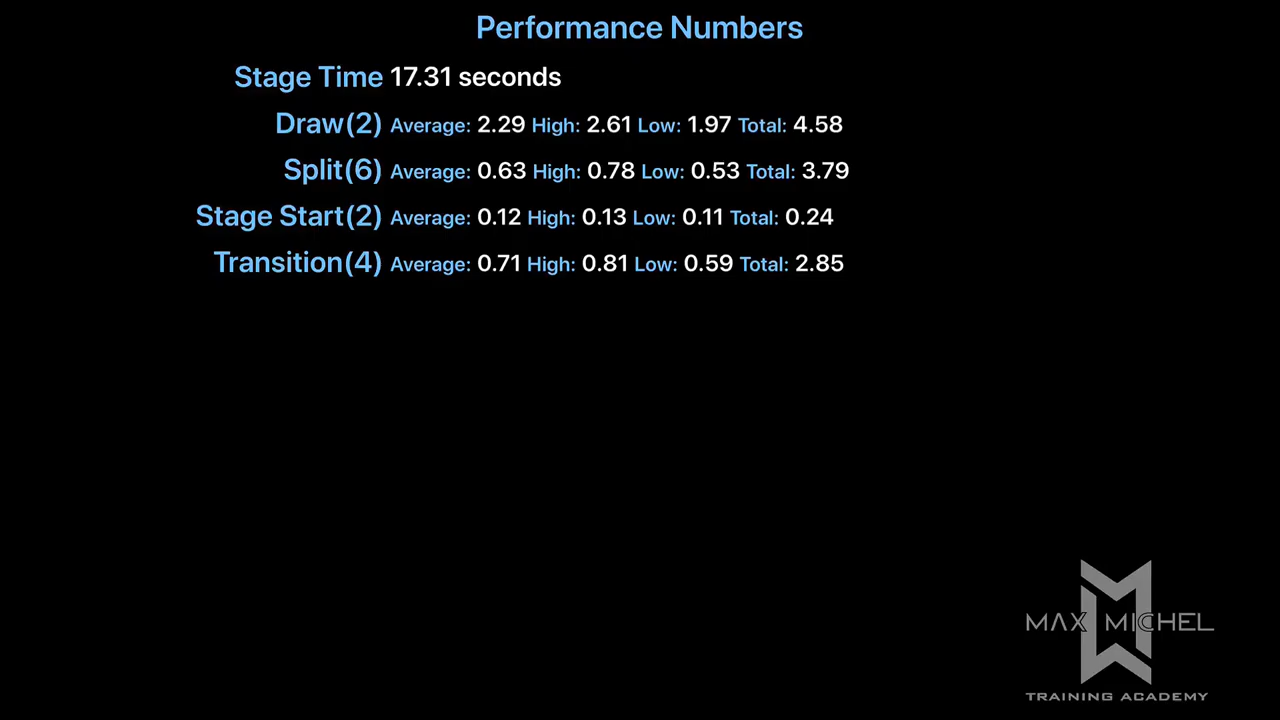 Performance Numbers
Stage Time 17.31 seconds
Draw(2) Average: 2.29 High: 2.61 Low: 1.97 Total: 4.58
Split(6) Average: 0.63 High: 0.78 Low: 0.53 Total: 3.79
Stage Start(2) Average: 0.12 High: 0.13 Low: 0.11 Total: 0.24
Transition(4) Average: 0.71 High: 0.81 Low: 0.59 Total: 2.85
MAX MICHEL
TRAINING ACADEMY